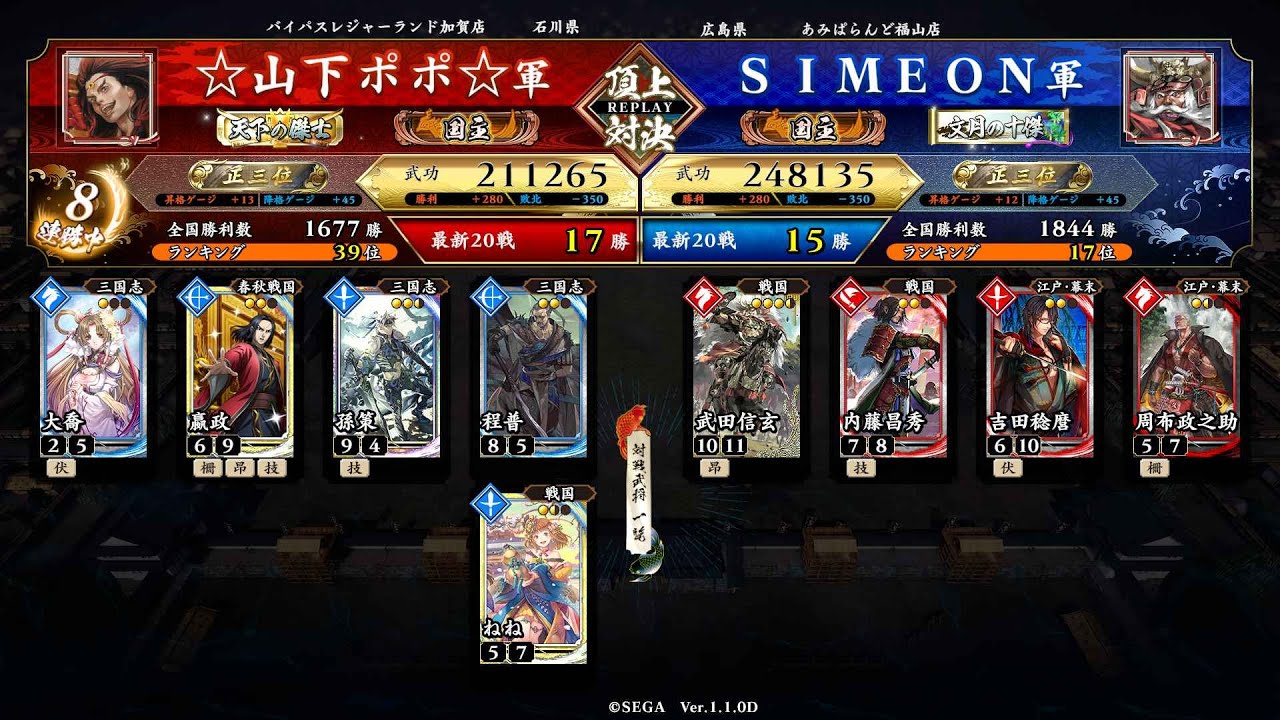 バイパスレジャーランド加賀店 石川県 広島県 あみぱらんど福山店
☆山下ポポ☆軍
頂上
REPLAY
対決
SIMEON軍
天下の傑士 国主
国主 文月の十傑
正三位
昇格ゲージ +13 降格ゲージ +45
武功 211265
勝利 +280 敗北 -350
武功 248135
勝利 +280 敗北 -350
正三位
昇格ゲージ +12 降格ゲージ +45
8
連勝中
全国勝利数 1677勝
ランキング 39位
最新20戦 17勝
最新20戦 15勝
全国勝利数 1844勝
ランキング 17位
三国志
大喬
2 5
伏
春秋戦国
嬴政
6 9
柵 昂 技
三国志
孫策
9 4
技
三国志
程普
8 5
戦国
武田信玄
10 11
昂
戦国
内藤昌秀
7 8
技
江戸・幕末
吉田稔麿
6 10
伏
江戸・幕末
周布政之助
5 7
柵
対戦武将一覧
戦国
ねね
5 7
©SEGA Ver.1.1.0D